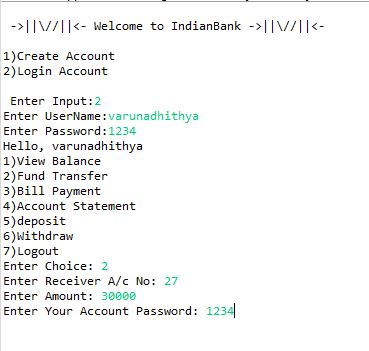 ->||\//||<- Welcome to IndianBank ->||\//||<-
1)Create Account
2)Login Account
Enter Input:2
Enter UserName:varunadhithya
Enter Password:1234
Hello, varunadhithya
1)View Balance
2)Fund Transfer
3)Bill Payment
4)Account Statement
5)deposit
6)Withdraw
7)Logout
Enter Choice: 2
Enter Receiver A/c No: 27
Enter Amount: 30000
Enter Your Account Password: 1234